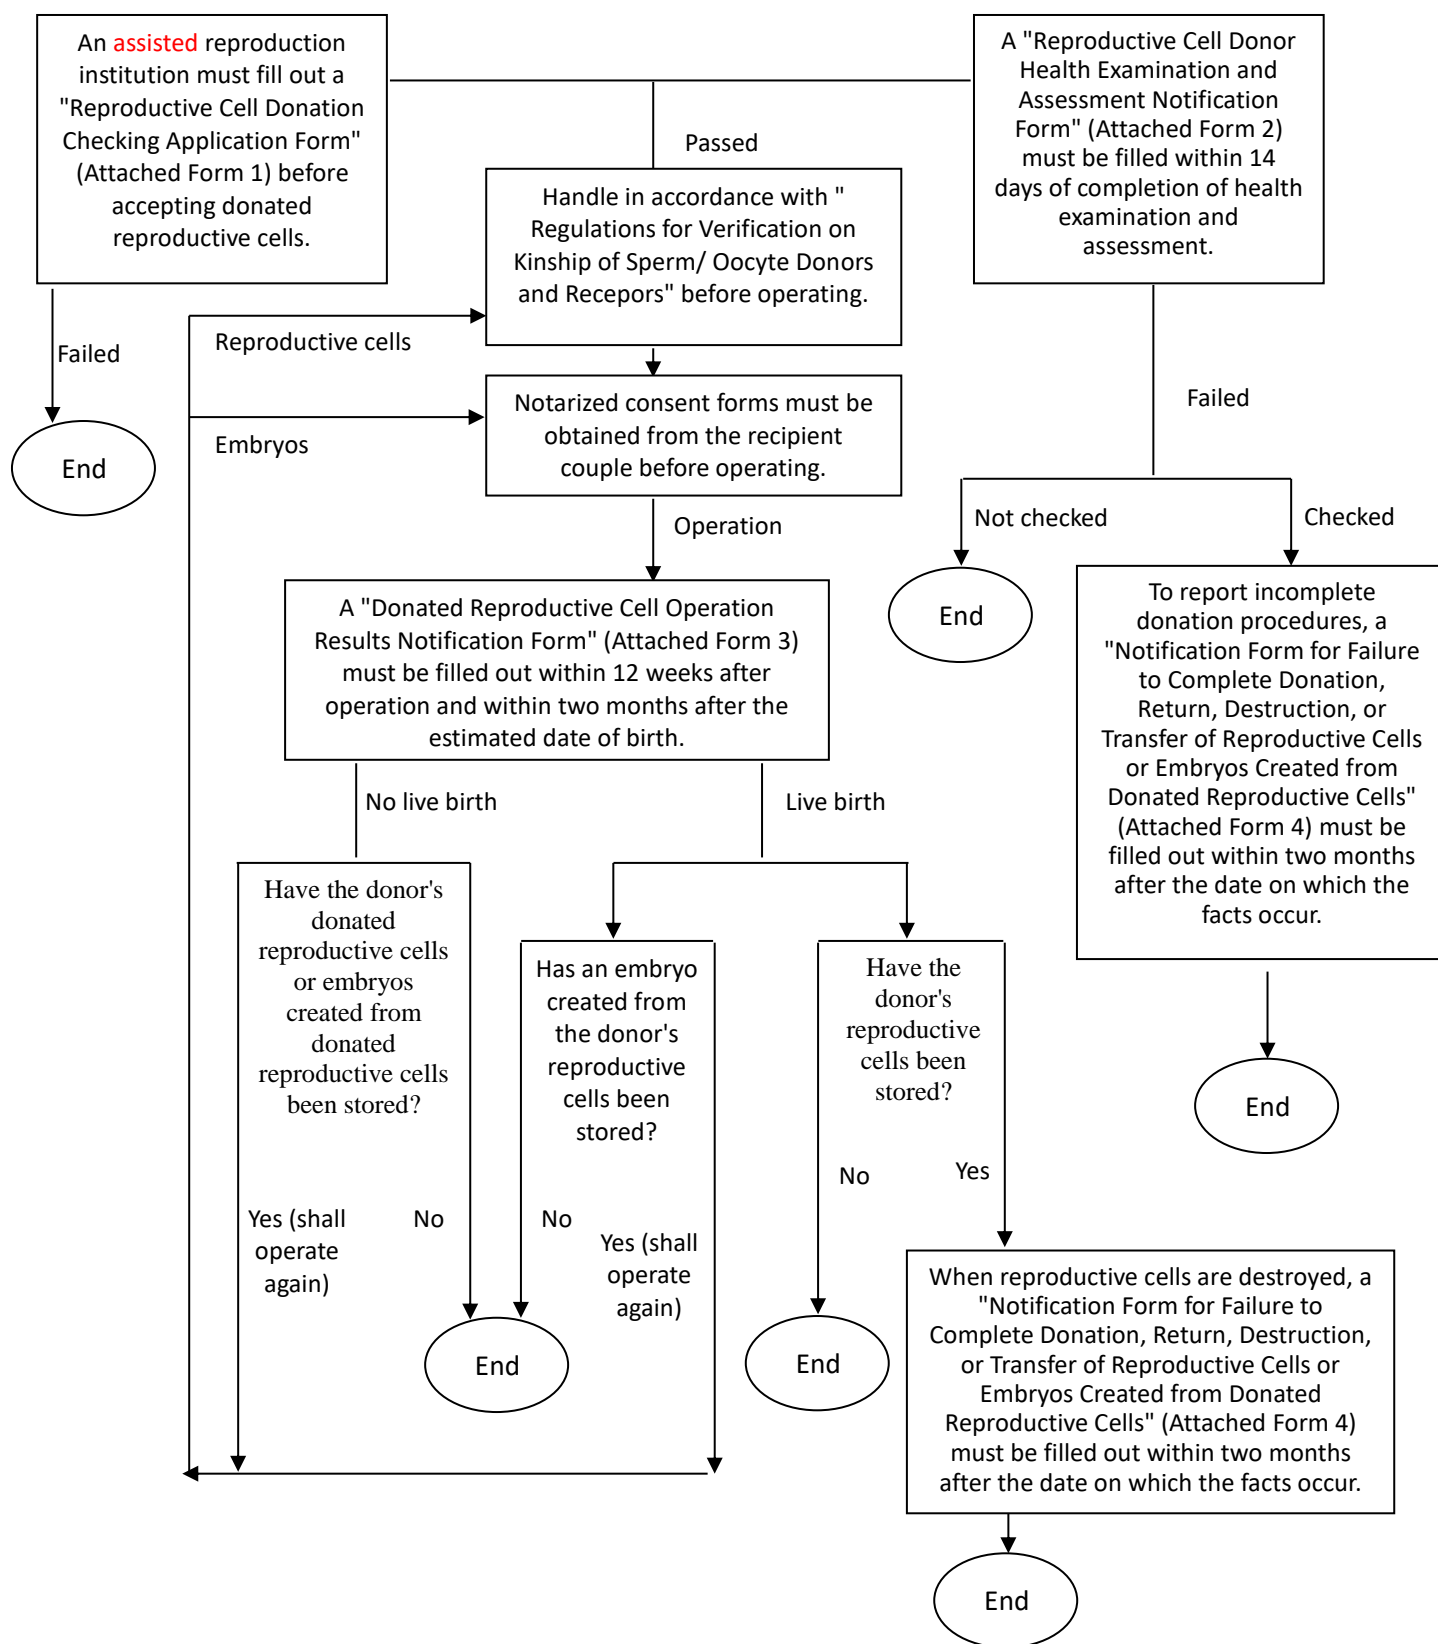 An assisted reproduction
institution must fill out a
"Reproductive Cell Donation
Checking Application Form"
(Attached Form 1) before
accepting donated
reproductive cells.
A "Reproductive Cell Donor
Health Examination and
Assessment Notification
Form" (Attached Form 2)
must be filled within 14
days of completion of health
examination and
assessment.
Passed
Handle in accordance with "
Regulations for Verification on
Kinship of Sperm/ Oocyte Donors
and Recepors" before operating.
Failed
Reproductive cells
End
Embryos
Notarized consent forms must be
obtained from the recipient
couple before operating.
Failed
Operation
Not checked
Checked
End
A "Donated Reproductive Cell Operation
Results Notification Form" (Attached Form 3)
must be filled out within 12 weeks after
operation and within two months after the
estimated date of birth.
To report incomplete
donation procedures, a
"Notification Form for Failure
to Complete Donation,
Return, Destruction, or
Transfer of Reproductive Cells
or Embryos Created from
Donated Reproductive Cells"
(Attached Form 4) must be
filled out within two months
after the date on which the
facts occur.
End
No live birth
Live birth
Have the donor's
donated
reproductive cells
or embryos
created from
donated
reproductive cells
been stored?
Yes (shall
operate
again)
No
Has an embryo
created from
the donor's
reproductive
cells been
stored?
No
Yes (shall
operate
again)
End
Have the
donor's
reproductive
cells been
stored?
No
Yes
End
When reproductive cells are destroyed, a
"Notification Form for Failure to
Complete Donation, Return, Destruction,
or Transfer of Reproductive Cells or
Embryos Created from Donated
Reproductive Cells" (Attached Form 4)
must be filled out within two months
after the date on which the facts occur.
End